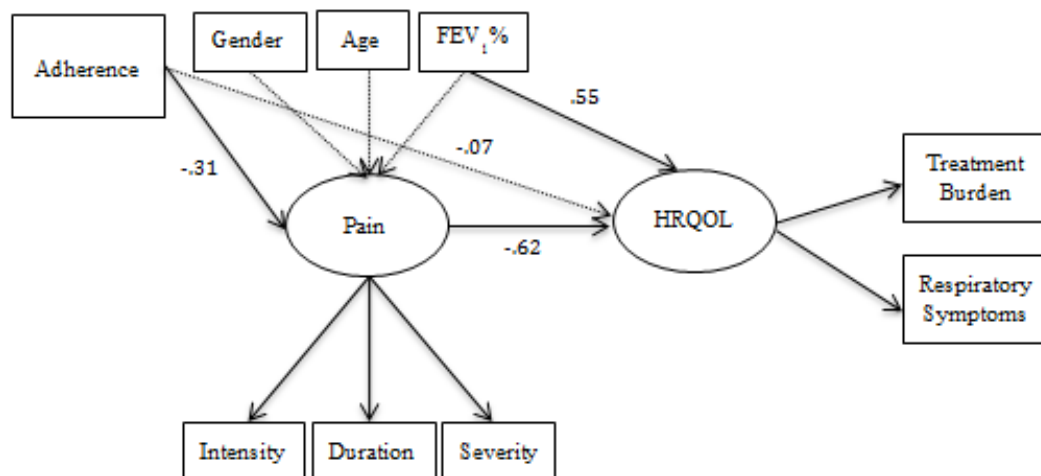 Gender
Age
FEV₁%
Adherence
.55
-.07
-.31
Treatment
Burden
Pain
HRQOL
-.62
Respiratory
Symptoms
Intensity
Duration
Severity